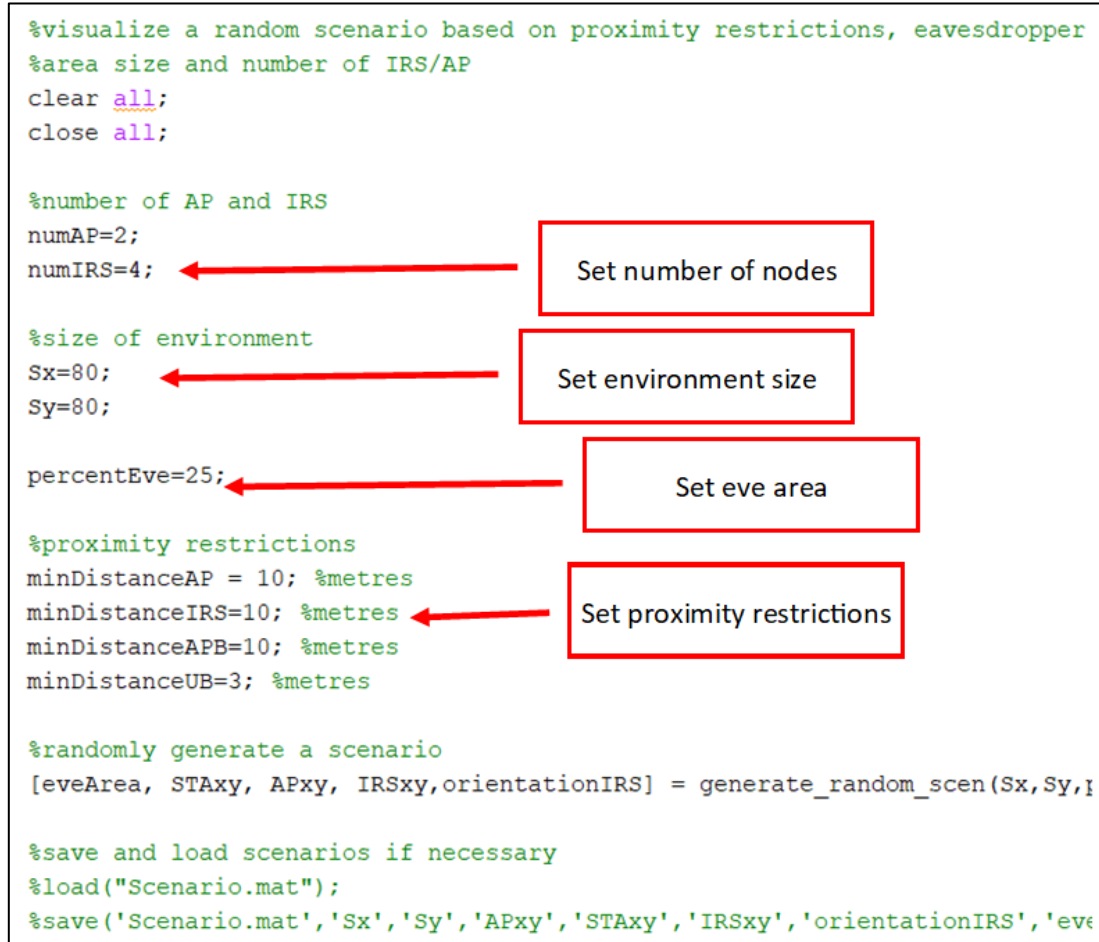 %visualize a random scenario based on proximity restrictions, eavesdropper
%area size and number of IRS/AP
clear all;
close all;
%number of AP and IRS
numAP=2;
numIRS=4;
Set number of nodes
%size of environment
Sx=80;
Set environment size
Sy=80;
percentEve=25;
Set eve area
%proximity restrictions
minDistanceAP = 10; %metres
minDistanceIRS=10; %metres
Set proximity restrictions
minDistanceAPB=10; %metres
minDistanceUB=3; %metres
%randomly generate a scenario
[eveArea, STAxy, APxy, IRSxy,orientationIRS] = generate_random_scen(Sx,Sy,
%save and load scenarios if necessary
%load("Scenario.mat");
%save('Scenario.mat','Sx','Sy','APxy','STAxy','IRSxy','orientationIRS','eve